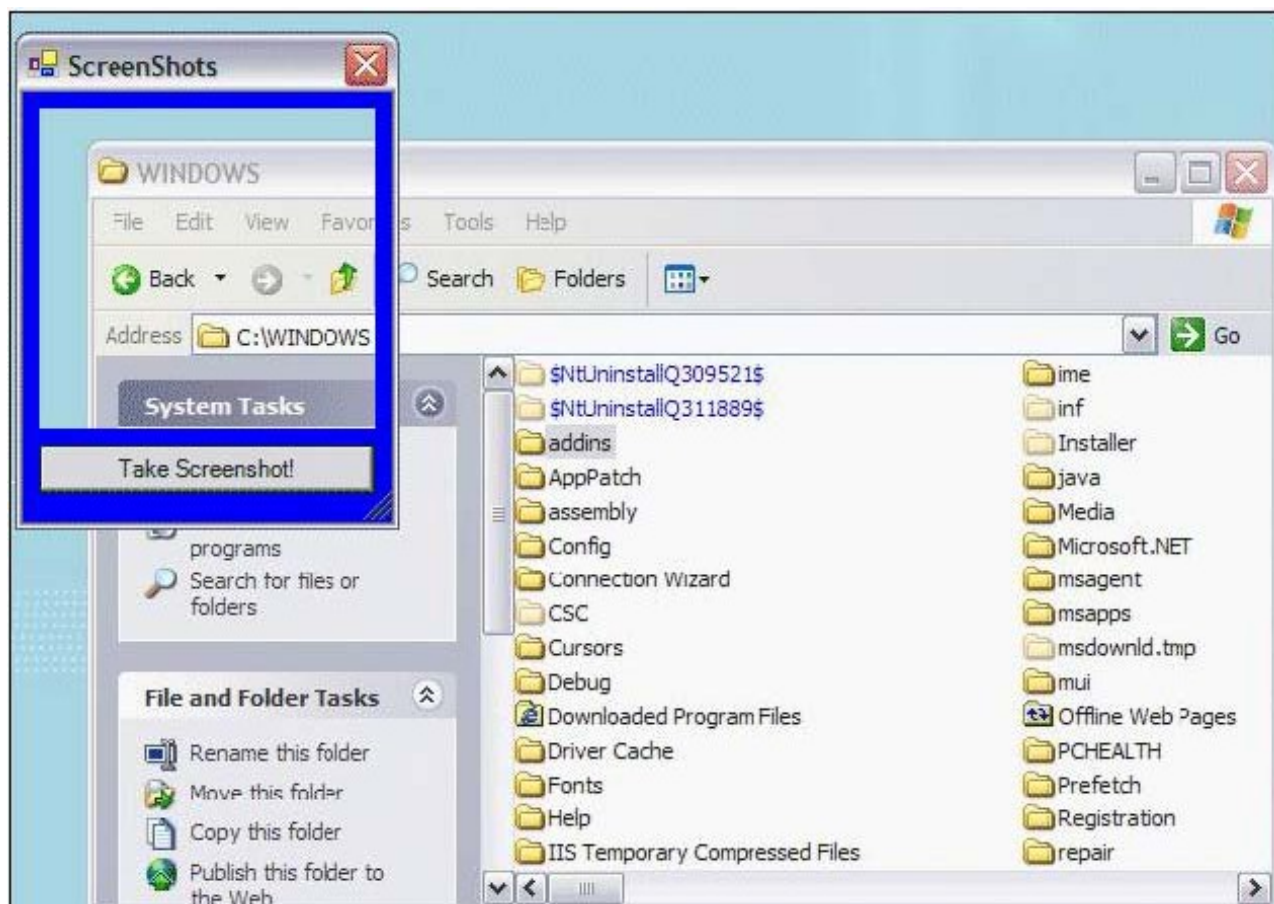 ScreenShots
WINDOWS
File Edit View Tools Help
Back Search Folders
Address C:\WINDOWS Go
System Tasks
Take Screenshot!
programs
Search for files or
folders
File and Folder Tasks
Rename this folder
Move this folder
Copy this folder
Publish this folder to
the Web
$NtUninstallQ309521$
$NtUninstallQ311889$
addins
AppPatch
assembly
Config
Connection Wizard
CSC
Cursors
Debug
Downloaded Program Files
Driver Cache
Fonts
Help
IIS Temporary Compressed Files
ime
inf
Installer
java
Media
Microsoft.NET
msagent
msapps
msdownld.tmp
mui
Offline Web Pages
PCHEALTH
Prefetch
Registration
repair